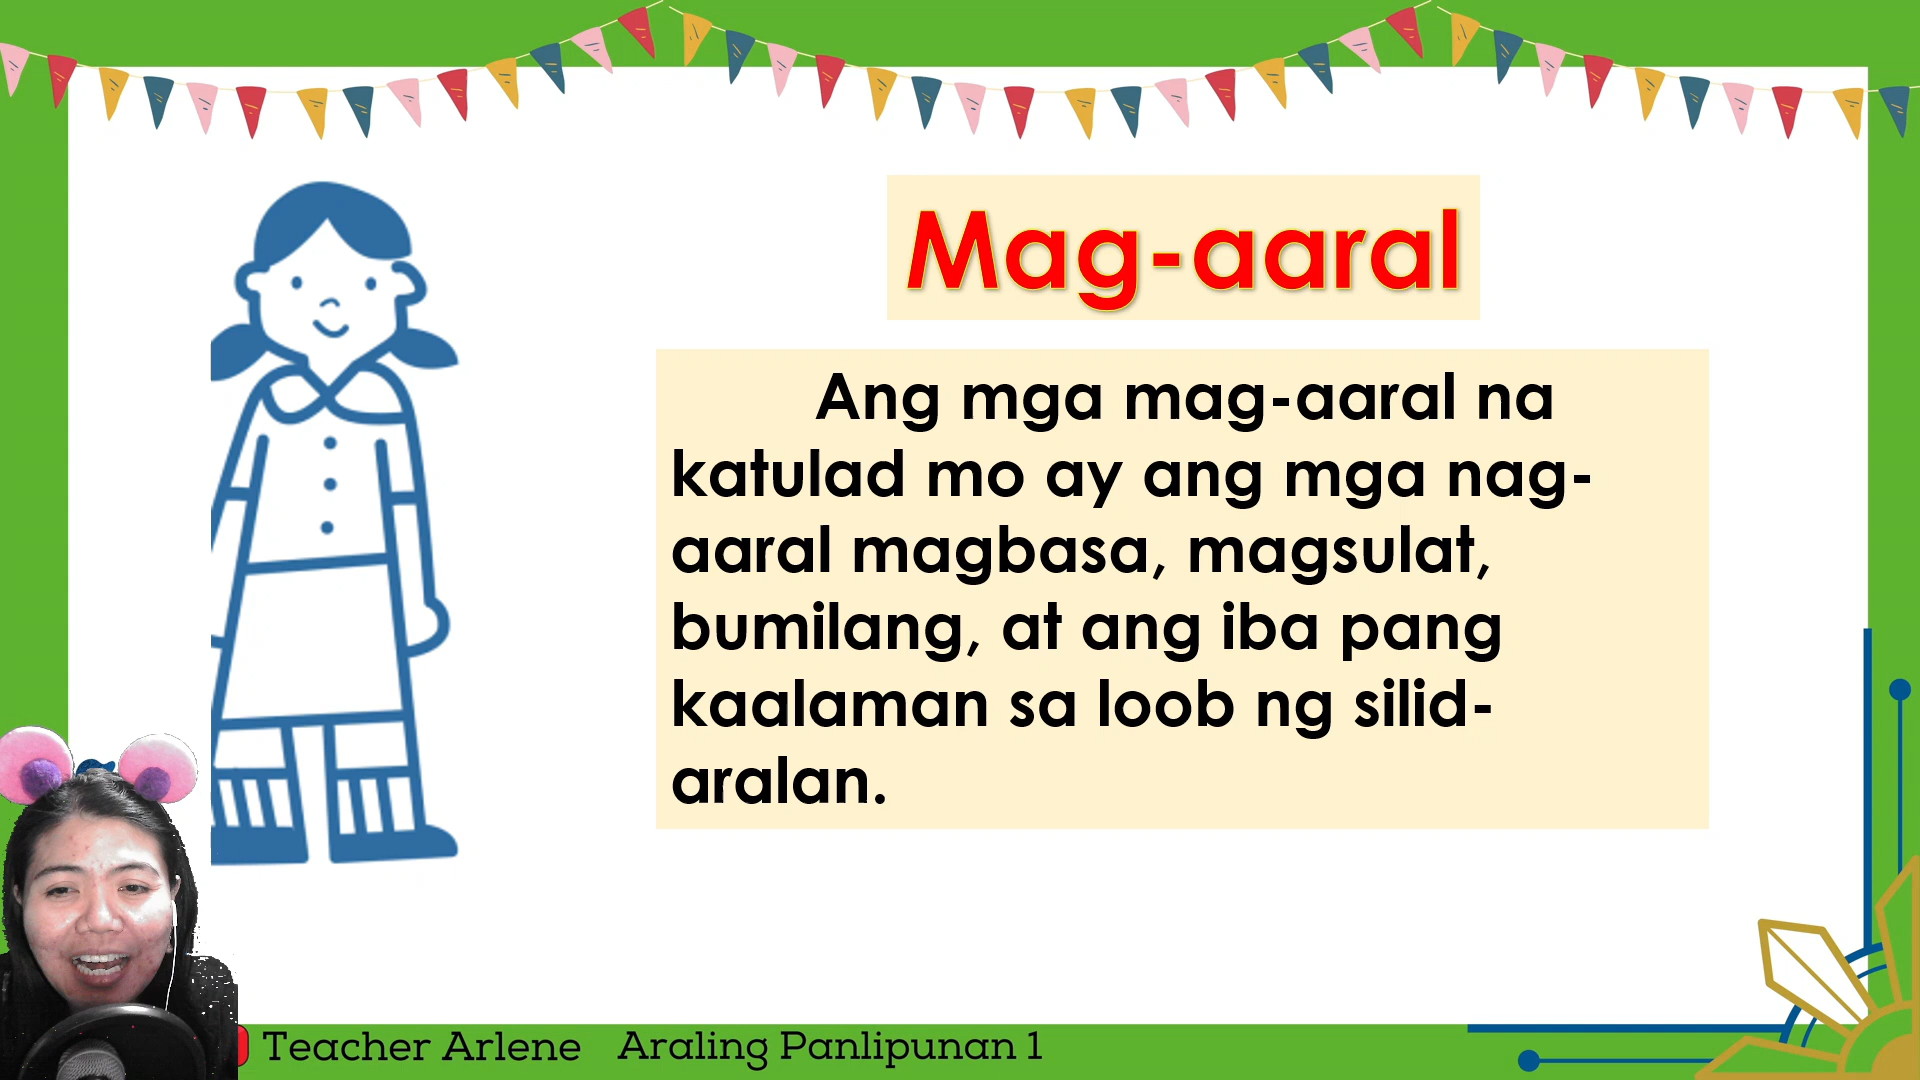 Mag-aaral
Ang mga mag-aaral na
katulad mo ay ang mga nag-
aaral magbasa, magsulat,
bumilang, at ang iba pang
kaalaman sa loob ng silid-
aralan.
Teacher Arlene Araling Panlipunan 1